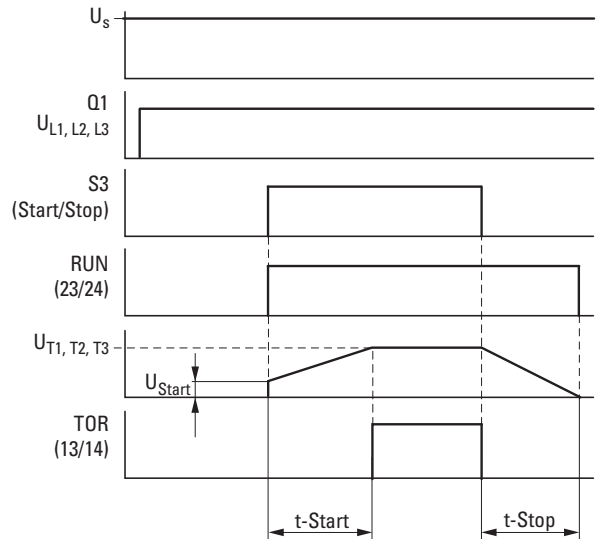 Us
Q1
UL1, L2, L3
S3
(Start/Stop)
RUN
(23/24)
UT1, T2, T3
UStart
TOR
(13/14)
t-Start
t-Stop